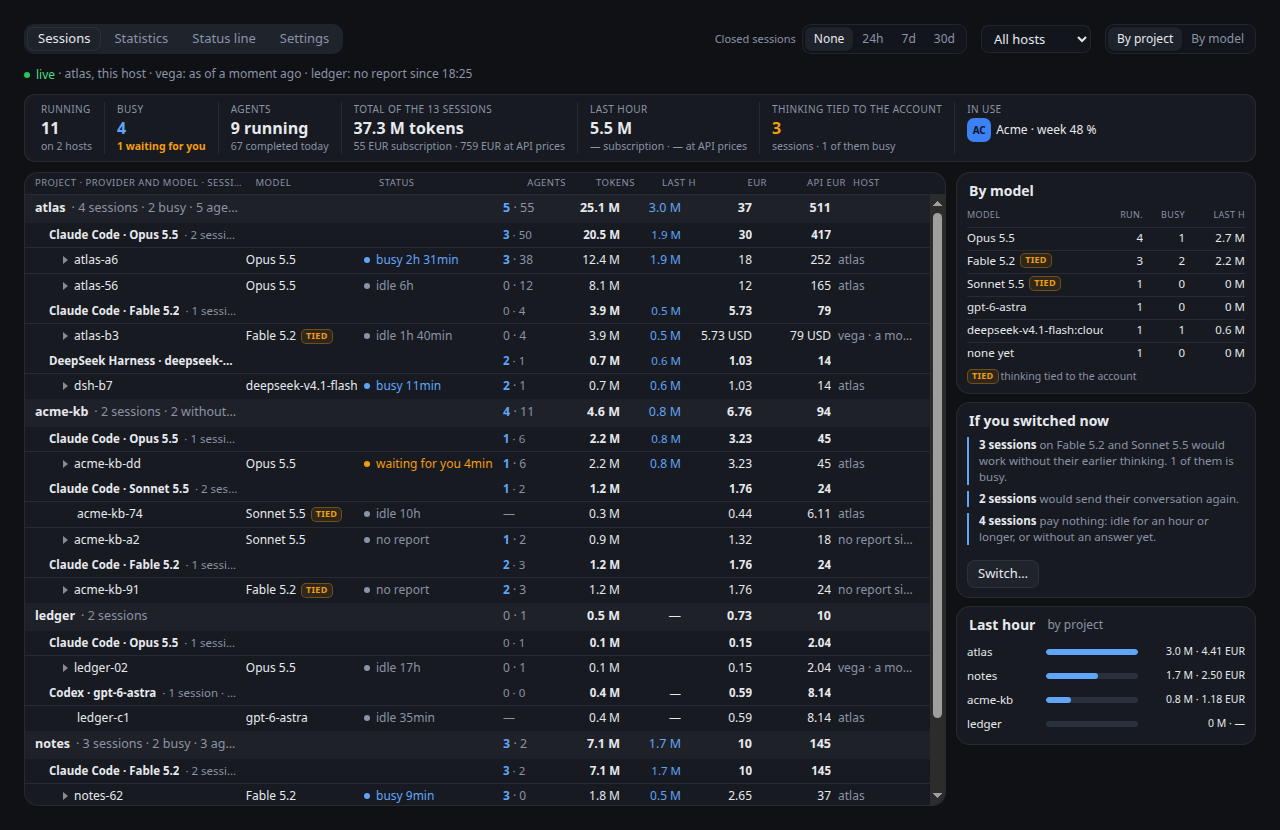 Sessions Statistics Status line Settings Closed sessions None 24h 7d 30d All hosts By project By model
live · atlas, this host · vega: as of a moment ago · ledger: no report since 18:25
RUNNING BUSY AGENTS TOTAL OF THE 13 SESSIONS LAST HOUR THINKING TIED TO THE ACCOUNT IN USE
11 4 9 running 37.3 M tokens 5.5 M 3 AC Acme · week 48 %
on 2 hosts 1 waiting for you 67 completed today 55 EUR subscription · 759 EUR at API prices — subscription · — at API prices sessions · 1 of them busy
PROJECT · PROVIDER AND MODEL · SESSI... MODEL STATUS AGENTS TOKENS LAST H EUR API EUR HOST
atlas · 4 sessions · 2 busy · 5 age... 5 · 55 25.1 M 3.0 M 37 511
Claude Code · Opus 5.5 · 2 sessi... 3 · 50 20.5 M 1.9 M 30 417
atlas-a6 Opus 5.5 busy 2h 31min 3 · 38 12.4 M 1.9 M 18 252 atlas
atlas-56 Opus 5.5 idle 6h 0 · 12 8.1 M 12 165 atlas
Claude Code · Fable 5.2 · 1 sessi... 0 · 4 3.9 M 0.5 M 5.73 79
atlas-b3 Fable 5.2 TIED idle 1h 40min 0 · 4 3.9 M 0.5 M 5.73 USD 79 USD vega · a mo...
DeepSeek Harness · deepseek-... 2 · 1 0.7 M 0.6 M 1.03 14
dsh-b7 deepseek-v4.1-flash busy 11min 2 · 1 0.7 M 0.6 M 1.03 14 atlas
acme-kb · 2 sessions · 2 without... 4 · 11 4.6 M 0.8 M 6.76 94
Claude Code · Opus 5.5 · 1 sessi... 1 · 6 2.2 M 0.8 M 3.23 45
acme-kb-dd Opus 5.5 waiting for you 4min 1 · 6 2.2 M 0.8 M 3.23 45 atlas
Claude Code · Sonnet 5.5 · 2 ses... 1 · 2 1.2 M 1.76 24
acme-kb-74 Sonnet 5.5 TIED idle 10h — 0.3 M 0.44 6.11 atlas
acme-kb-a2 Sonnet 5.5 no report 1 · 2 0.9 M 1.32 18 no report si...
Claude Code · Fable 5.2 · 1 sessi... 2 · 3 1.2 M 1.76 24
acme-kb-91 Fable 5.2 TIED no report 2 · 3 1.2 M 1.76 24 no report si...
ledger · 2 sessions 0 · 1 0.5 M — 0.73 10
Claude Code · Opus 5.5 · 1 sessi... 0 · 1 0.1 M 0.15 2.04
ledger-02 Opus 5.5 idle 17h 0 · 1 0.1 M 0.15 2.04 vega · a mo...
Codex · gpt-6-astra · 1 session · ... 0 · 0 0.4 M — 0.59 8.14
ledger-c1 gpt-6-astra idle 35min — 0.4 M — 0.59 8.14 atlas
notes · 3 sessions · 2 busy · 3 ag... 3 · 2 7.1 M 1.7 M 10 145
Claude Code · Fable 5.2 · 2 sessi... 3 · 2 7.1 M 1.7 M 10 145
notes-62 Fable 5.2 busy 9min 3 · 0 1.8 M 0.5 M 2.65 37 atlas
By model
MODEL RUN. BUSY LAST H
Opus 5.5 4 1 2.7 M
Fable 5.2 TIED 3 2 2.2 M
Sonnet 5.5 TIED 1 0 0 M
gpt-6-astra 1 0 0 M
deepseek-v4.1-flash:cloud 1 1 0.6 M
none yet 1 0 0 M
TIED thinking tied to the account
If you switched now
3 sessions on Fable 5.2 and Sonnet 5.5 would
work without their earlier thinking. 1 of them is
busy.
2 sessions would send their conversation again.
4 sessions pay nothing: idle for an hour or
longer, or without an answer yet.
Switch...
Last hour by project
atlas 3.0 M · 4.41 EUR
notes 1.7 M · 2.50 EUR
acme-kb 0.8 M · 1.18 EUR
ledger 0 M · —